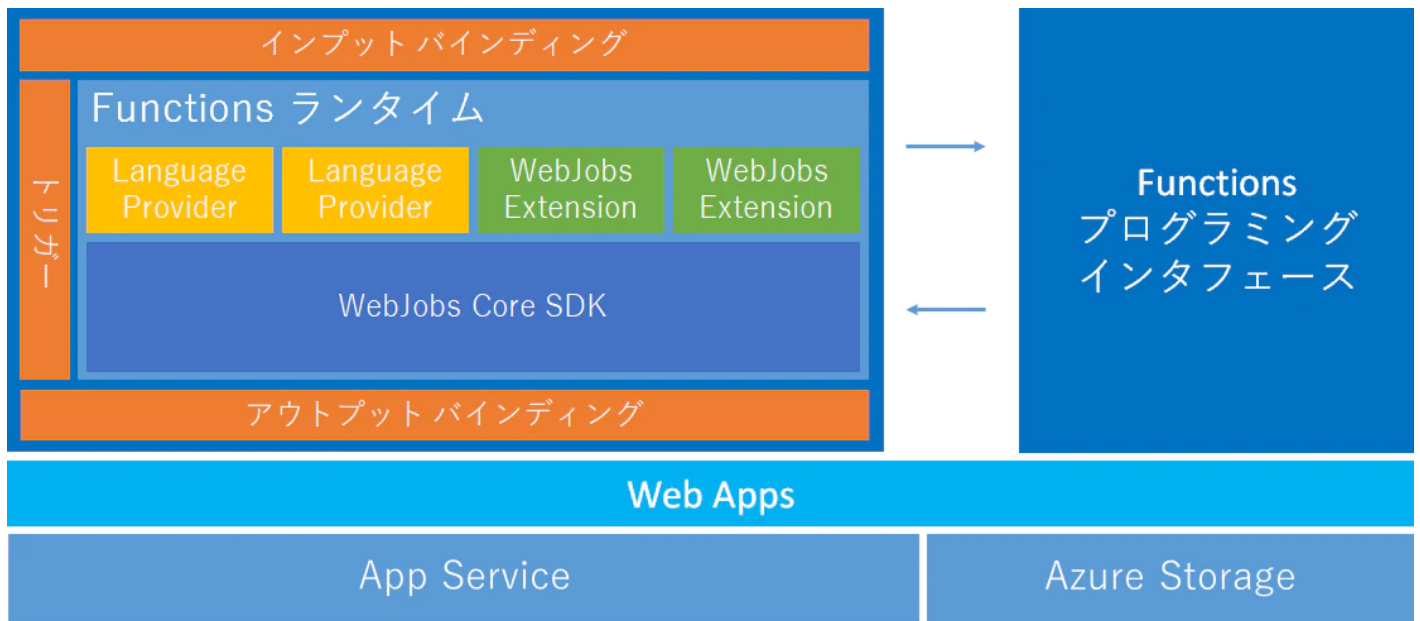 インプット バインディング
トリガー
Functions ランタイム
Language
Provider
Language
Provider
WebJobs
Extension
WebJobs
Extension
WebJobs Core SDK
アウトプット バインディング
Functions
プログラミング
インタフェース
Web Apps
App Service
Azure Storage